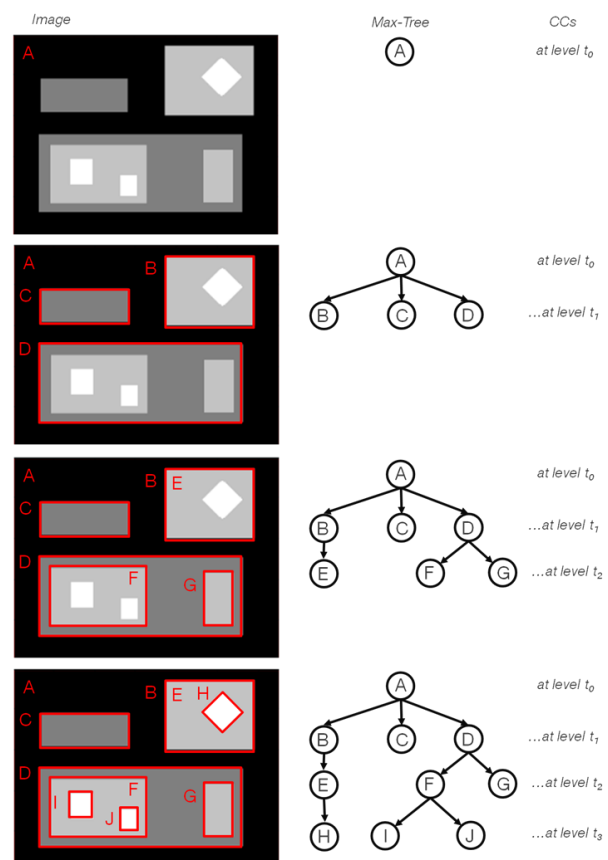 Image Max-Tree CCs
A A at level t₀
A B A at level t₀
C B C D ...at level t₁
D
A B E A at level t₀
C B C D ...at level t₁
D F G E F G ...at level t₂
A B E H A at level t₀
C B C D ...at level t₁
D F G E F G ...at level t₂
I J H I J ...at level t₃